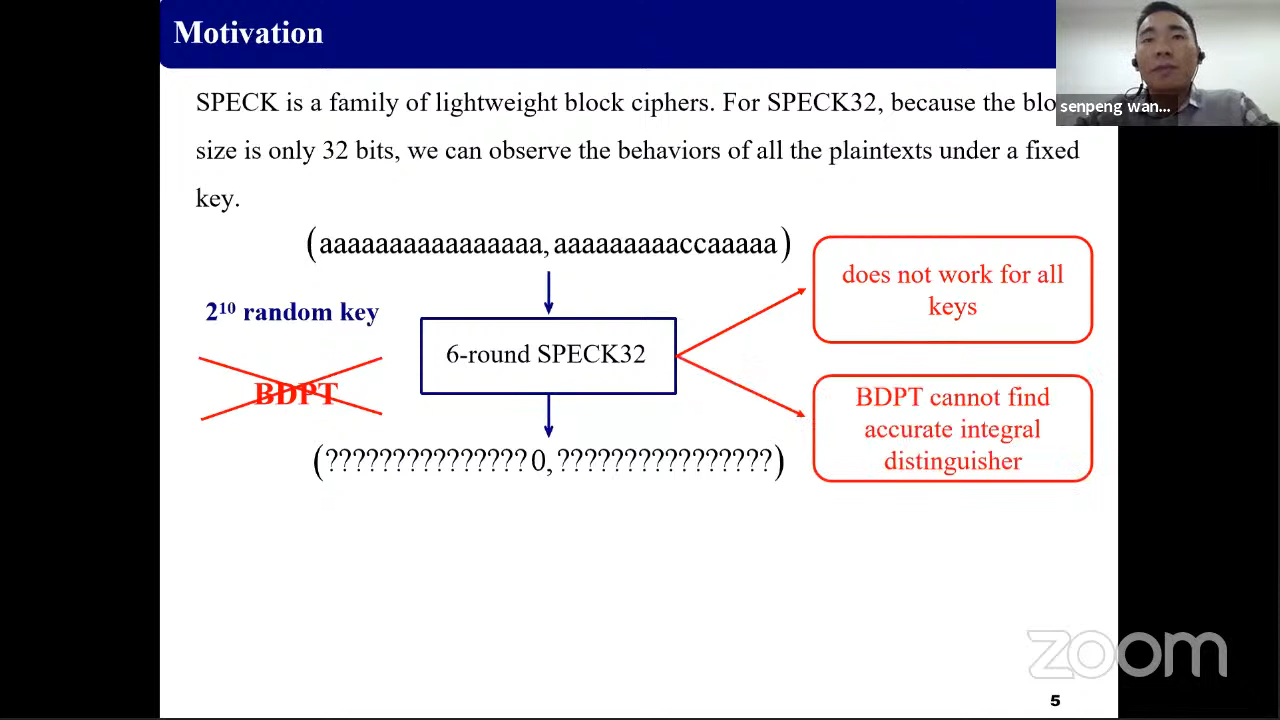 Motivation
SPECK is a family of lightweight block ciphers. For SPECK32, because the blo
size is only 32 bits, we can observe the behaviors of all the plaintexts under a fixed
key.
senpeng wan...
(aaaaaaaaaaaaaaaa, aaaaaaaaaccaaaaa)
does not work for all
keys
2¹⁰ random key
6-round SPECK32
BDPT
BDPT cannot find
accurate integral
distinguisher
(???????????????0, ????????????????)
zoom
5